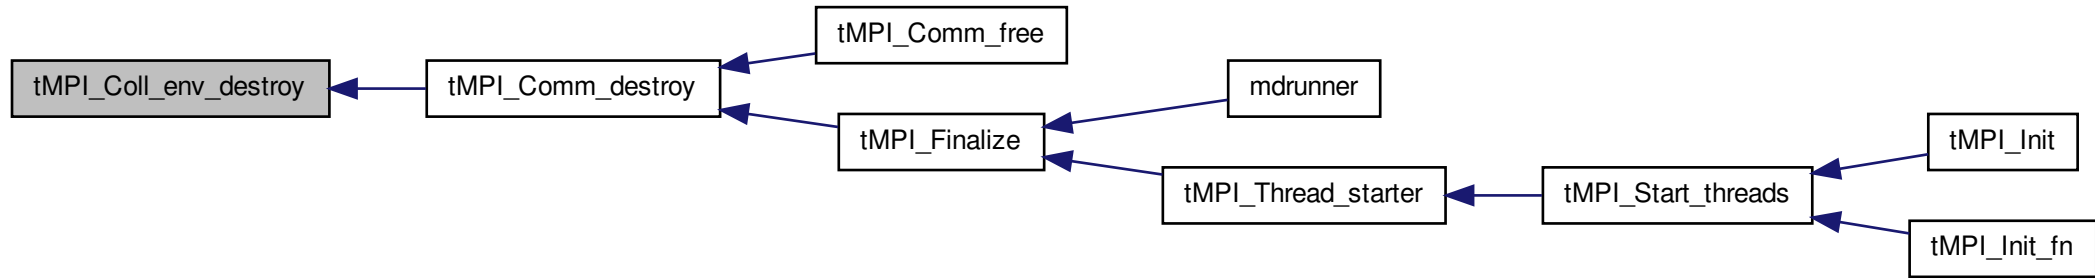 tMPI_Coll_env_destroy
tMPI_Comm_destroy
tMPI_Comm_free
tMPI_Finalize
mdrunner
tMPI_Thread_starter
tMPI_Start_threads
tMPI_Init
tMPI_Init_fn